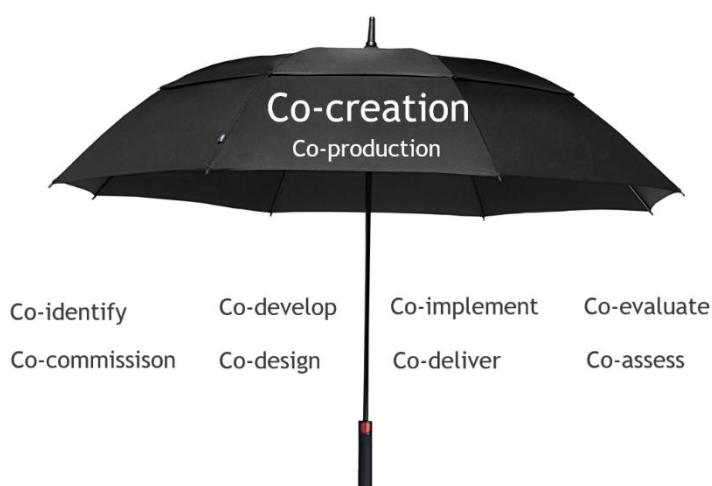 Co-creation
Co-production
Co-identify Co-develop Co-implement Co-evaluate
Co-commissison Co-design Co-deliver Co-assess